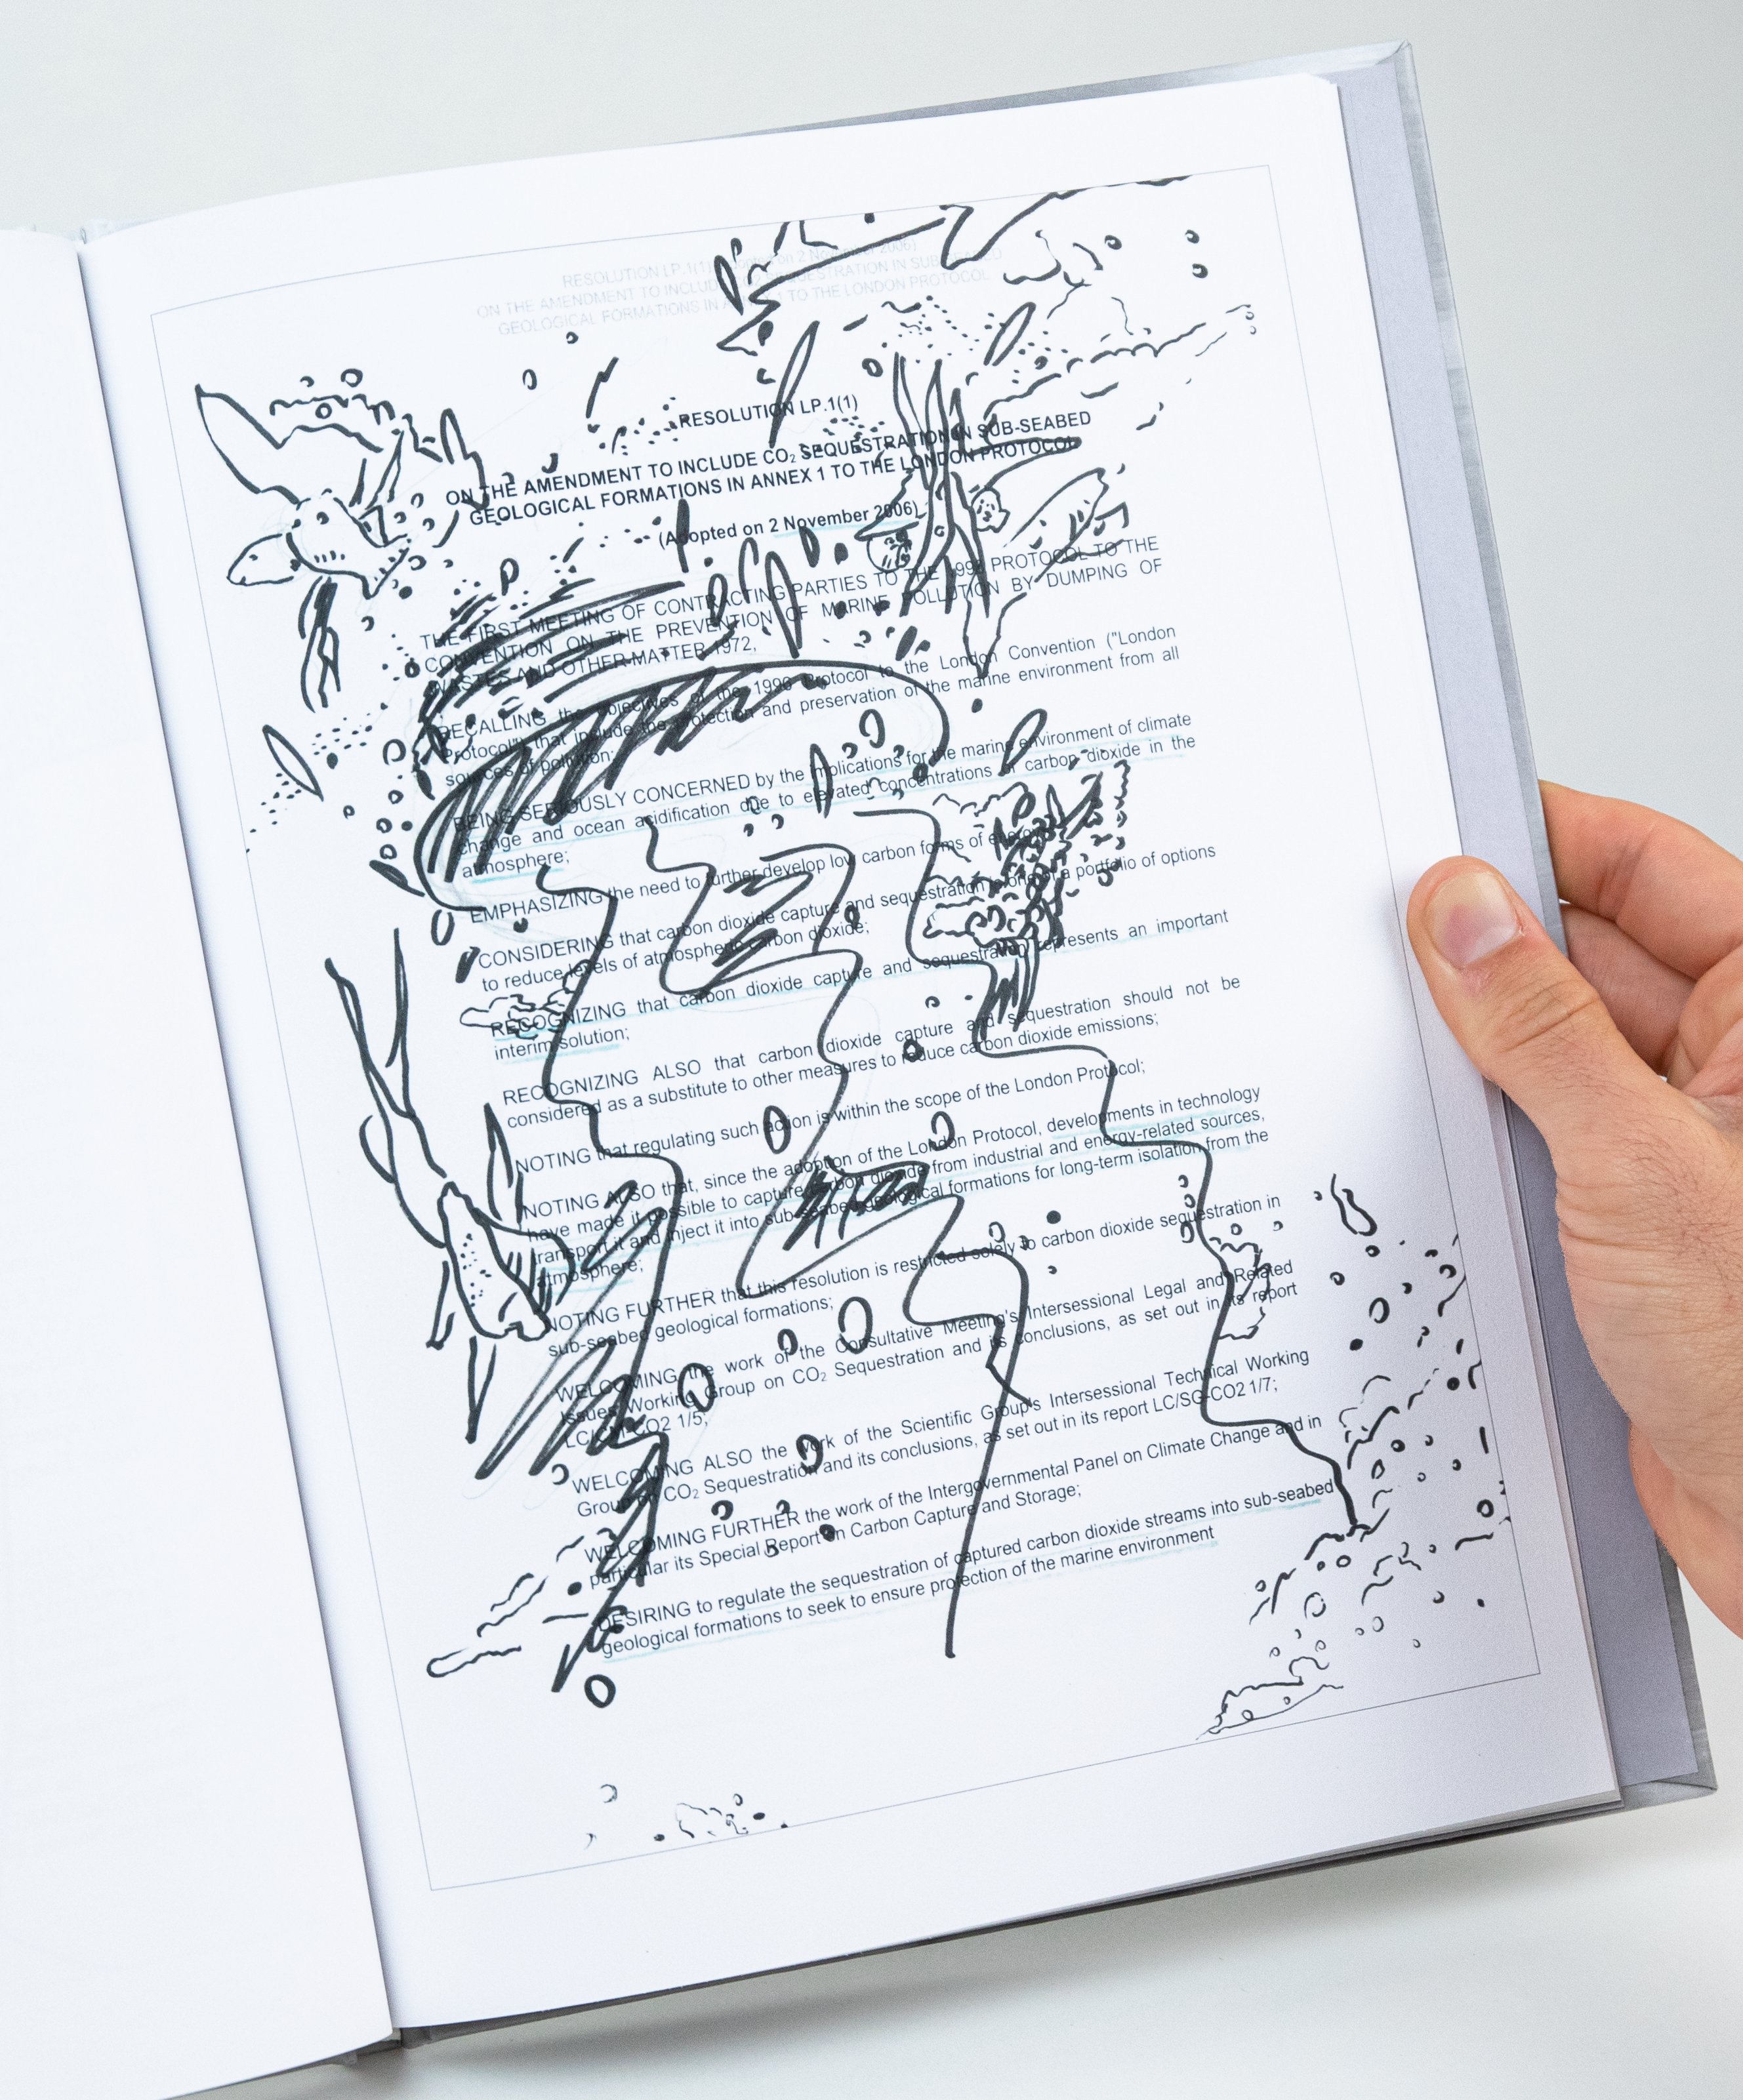 RESOLUTION LP.1(1) (Adopted on 2 November 2006)
ON THE AMENDMENT TO INCLUDE CO₂ SEQUESTRATION IN SUB-SEABED
GEOLOGICAL FORMATIONS IN ANNEX 1 TO THE LONDON PROTOCOL
RESOLUTION LP.1(1)
ON THE AMENDMENT TO INCLUDE CO₂ SEQUESTRATION IN SUB-SEABED
GEOLOGICAL FORMATIONS IN ANNEX 1 TO THE LONDON PROTOCOL
(Adopted on 2 November 2006)
THE FIRST MEETING OF CONTRACTING PARTIES TO THE 1996 PROTOCOL TO THE
CONVENTION ON THE PREVENTION OF MARINE POLLUTION BY DUMPING OF
WASTES AND OTHER MATTER 1972,
RECALLING the objectives of the 1996 Protocol to the London Convention ("London
Protocol") that include the protection and preservation of the marine environment from all
sources of pollution;
BEING SERIOUSLY CONCERNED by the implications for the marine environment of climate
change and ocean acidification due to elevated concentrations of carbon dioxide in the
atmosphere;
EMPHASIZING the need to further develop low carbon forms of energy;
CONSIDERING that carbon dioxide capture and sequestration is one of a portfolio of options
to reduce levels of atmospheric carbon dioxide;
RECOGNIZING that carbon dioxide capture and sequestration represents an important
interim solution;
RECOGNIZING ALSO that carbon dioxide capture and sequestration should not be
considered as a substitute to other measures to reduce carbon dioxide emissions;
NOTING that regulating such action is within the scope of the London Protocol;
NOTING ALSO that, since the adoption of the London Protocol, developments in technology
have made it possible to capture carbon dioxide from industrial and energy-related sources,
transport it and inject it into sub-seabed geological formations for long-term isolation from the
atmosphere;
NOTING FURTHER that this resolution is restricted solely to carbon dioxide sequestration in
sub-seabed geological formations;
WELCOMING the work of the Consultative Meeting's Intersessional Legal and Related
Issues Working Group on CO₂ Sequestration and its conclusions, as set out in its report
LC/CM-CO2 1/5;
WELCOMING ALSO the work of the Scientific Group's Intersessional Technical Working
Group on CO₂ Sequestration and its conclusions, as set out in its report LC/SG-CO2 1/7;
WELCOMING FURTHER the work of the Intergovernmental Panel on Climate Change and in
particular its Special Report on Carbon Capture and Storage;
DESIRING to regulate the sequestration of captured carbon dioxide streams into sub-seabed
geological formations to seek to ensure protection of the marine environment